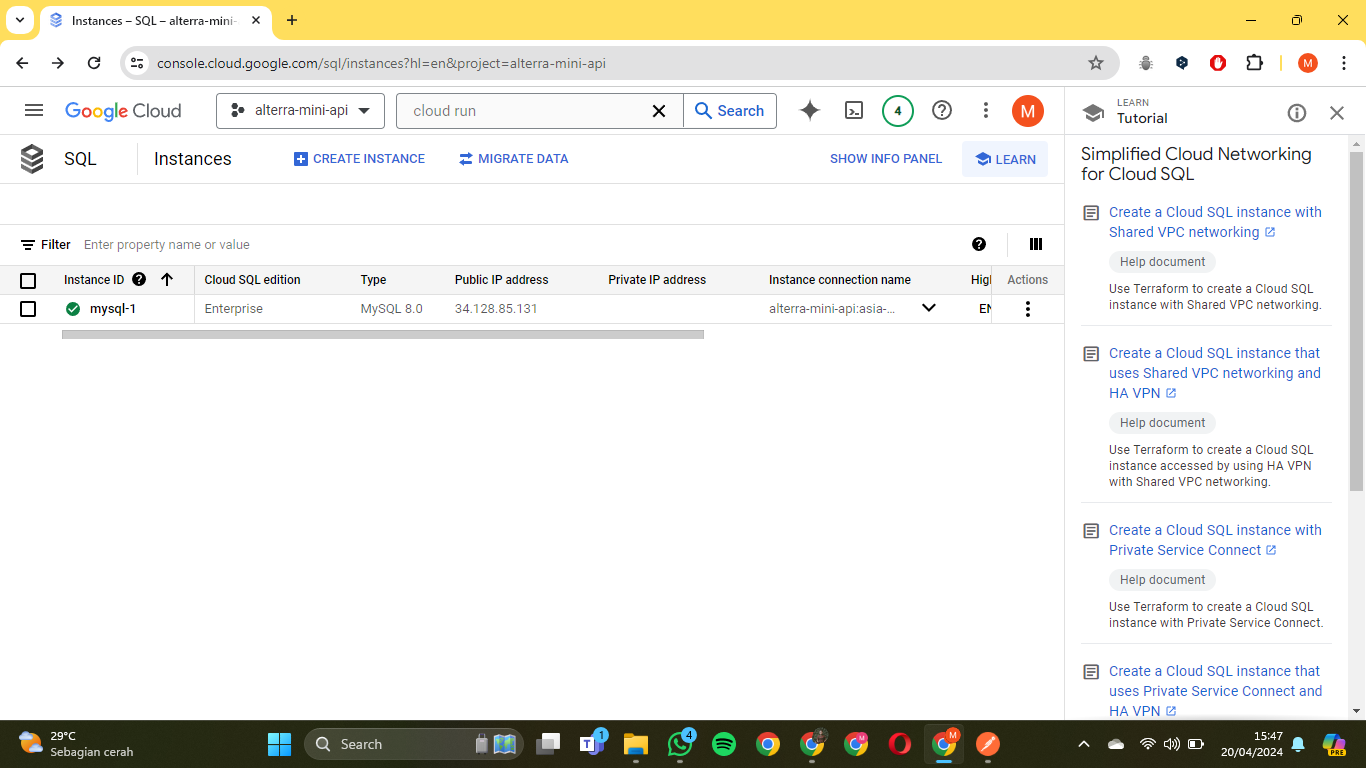 Instances – SQL – alterra-mini-
console.cloud.google.com/sql/instances?hl=en&project=alterra-mini-api
M
Google Cloud
alterra-mini-api
cloud run
Search
4
M
LEARN
Tutorial
SQL
Instances
CREATE INSTANCE
MIGRATE DATA
SHOW INFO PANEL
LEARN
Filter
Enter property name or value
Instance ID
Cloud SQL edition
Type
Public IP address
Private IP address
Instance connection name
Higl
Actions
mysql-1
Enterprise
MySQL 8.0
34.128.85.131
alterra-mini-api:asia-...
EN
Simplified Cloud Networking
for Cloud SQL
Create a Cloud SQL instance with
Shared VPC networking
Help document
Use Terraform to create a Cloud SQL
instance with Shared VPC networking.
Create a Cloud SQL instance that
uses Shared VPC networking and
HA VPN
Help document
Use Terraform to create a Cloud SQL
instance accessed by using HA VPN
with Shared VPC networking.
Create a Cloud SQL instance with
Private Service Connect
Help document
Use Terraform to create a Cloud SQL
instance with Private Service Connect.
Create a Cloud SQL instance that
uses Private Service Connect and
HA VPN
29°C
Sebagian cerah
Search
1
4
M
15:47
20/04/2024
PRE